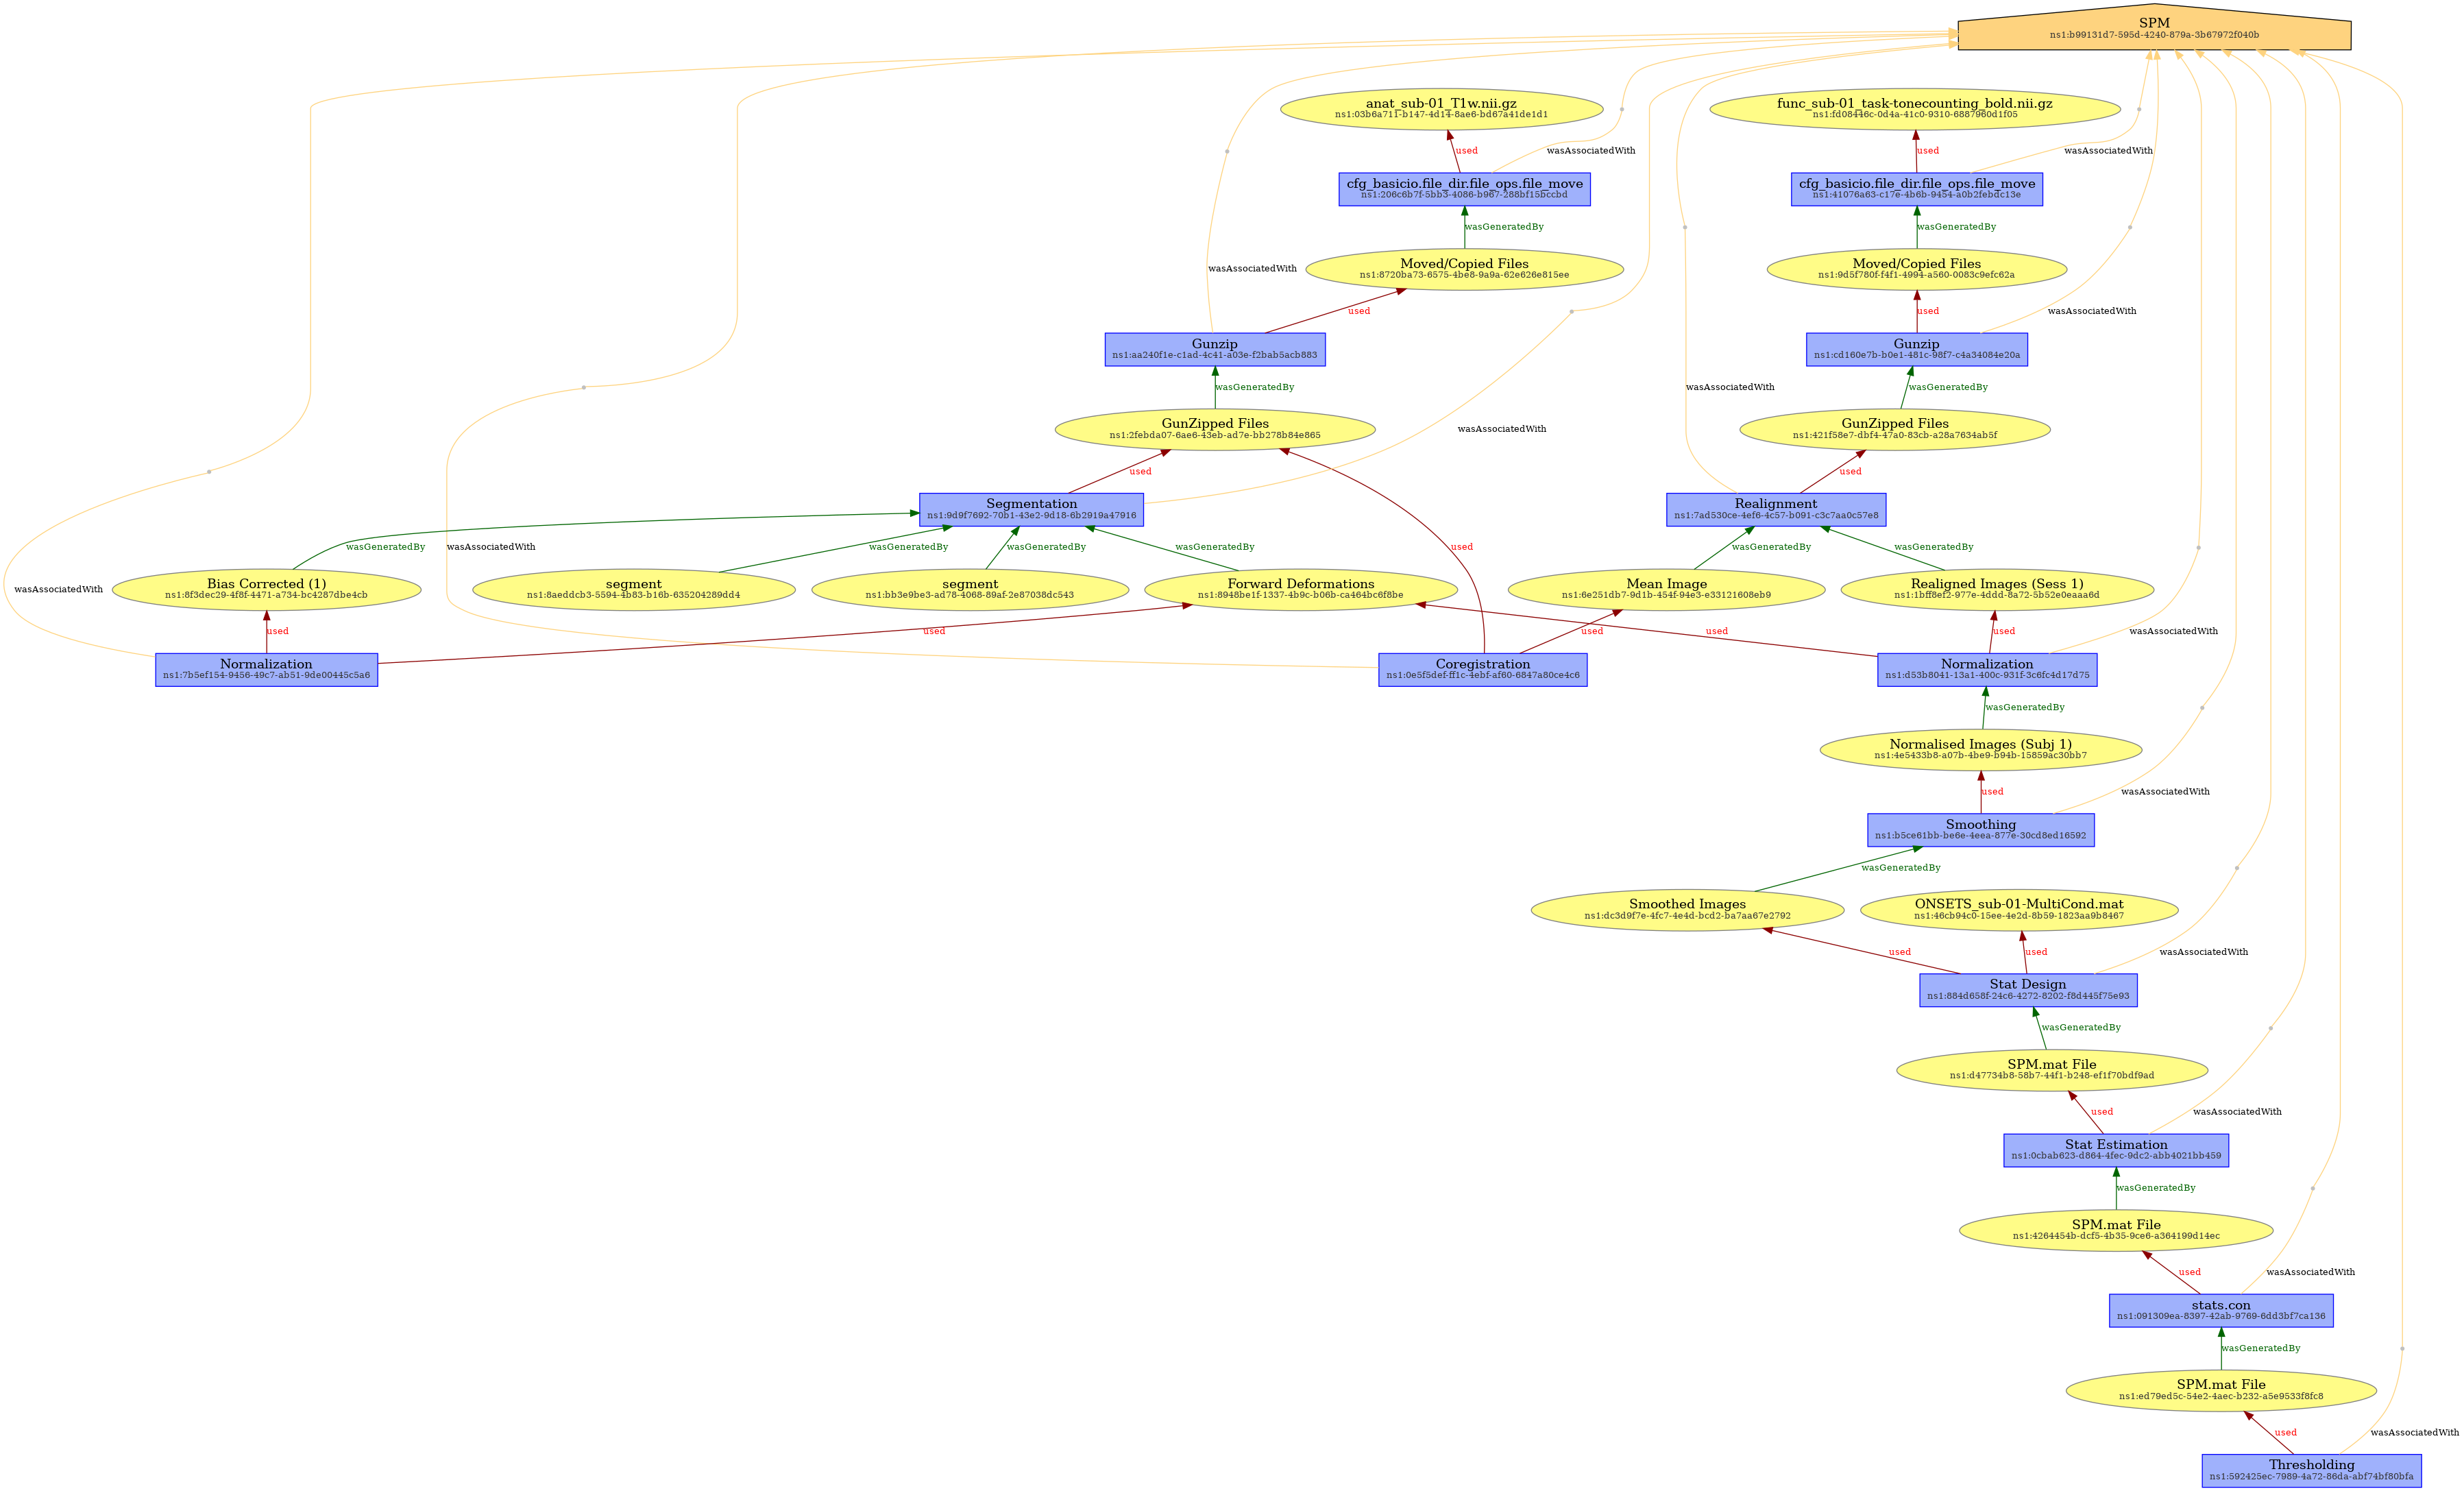 SPM
ns1:b99131d7-595d-4240-879a-3b67972f040b
anat_sub-01_T1w.nii.gz
ns1:03b6a711-b147-4d14-8ae6-bd67a41de1d1
func_sub-01_task-tonecounting_bold.nii.gz
ns1:fd08446c-0d4a-41c0-9310-6887960d1f05
used
wasAssociatedWith
used
wasAssociatedWith
cfg_basicio.file_dir.file_ops.file_move
ns1:206c6b7f-5bb3-4086-b967-288bf15bccbd
cfg_basicio.file_dir.file_ops.file_move
ns1:41076a63-c17e-4b6b-9454-a0b2febdc13e
wasGeneratedBy
wasGeneratedBy
wasAssociatedWith
Moved/Copied Files
ns1:8720ba73-6575-4be8-9a9a-62e626e815ee
Moved/Copied Files
ns1:9d5f780f-f4f1-4994-a560-0083c9efc62a
used
used
wasAssociatedWith
Gunzip
ns1:aa240f1e-c1ad-4c41-a03e-f2bab5acb883
Gunzip
ns1:cd160e7b-b0e1-481c-98f7-c4a34084e20a
wasGeneratedBy
wasAssociatedWith
wasGeneratedBy
GunZipped Files
ns1:2febda07-6ae6-43eb-ad7e-bb278b84e865
wasAssociatedWith
GunZipped Files
ns1:421f58e7-dbf4-47a0-83cb-a28a7634ab5f
used
used
Segmentation
ns1:9d9f7692-70b1-43e2-9d18-6b2919a47916
Realignment
ns1:7ad530ce-4ef6-4c57-b091-c3c7aa0c57e8
wasGeneratedBy
wasAssociatedWith
wasGeneratedBy
wasGeneratedBy
wasGeneratedBy
used
wasGeneratedBy
wasGeneratedBy
wasAssociatedWith
Bias Corrected (1)
ns1:8f3dec29-4f8f-4471-a734-bc4287dbe4cb
segment
ns1:8aeddcb3-5594-4b83-b16b-635204289dd4
segment
ns1:bb3e9be3-ad78-4068-89af-2e87038dc543
Forward Deformations
ns1:8948be1f-1337-4b9c-b06b-ca464bc6f8be
Mean Image
ns1:6e251db7-9d1b-454f-94e3-e33121608eb9
Realigned Images (Sess 1)
ns1:1bff8ef2-977e-4ddd-8a72-5b52e0eaaa6d
used
used
used
used
used
wasAssociatedWith
Normalization
ns1:7b5ef154-9456-49c7-ab51-9de00445c5a6
Coregistration
ns1:0e5f5def-ff1c-4ebf-af60-6847a80ce4c6
Normalization
ns1:d53b8041-13a1-400c-931f-3c6fc4d17d75
wasGeneratedBy
Normalised Images (Subj 1)
ns1:4e5433b8-a07b-4be9-b94b-15859ac30bb7
used
wasAssociatedWith
Smoothing
ns1:b5ce61bb-be6e-4eea-877e-30cd8ed16592
wasGeneratedBy
Smoothed Images
ns1:dc3d9f7e-4fc7-4e4d-bcd2-ba7aa67e2792
ONSETS_sub-01-MultiCond.mat
ns1:46cb94c0-15ee-4e2d-8b59-1823aa9b8467
used
used
wasAssociatedWith
Stat Design
ns1:884d658f-24c6-4272-8202-f8d445f75e93
wasGeneratedBy
SPM.mat File
ns1:d47734b8-58b7-44f1-b248-ef1f70bdf9ad
used
wasAssociatedWith
Stat Estimation
ns1:0cbab623-d864-4fec-9dc2-abb4021bb459
wasGeneratedBy
SPM.mat File
ns1:4264454b-dcf5-4b35-9ce6-a364199d14ec
used
wasAssociatedWith
stats.con
ns1:091309ea-8397-42ab-9769-6dd3bf7ca136
wasGeneratedBy
SPM.mat File
ns1:ed79ed5c-54e2-4aec-b232-a5e9533f8fc8
used
wasAssociatedWith
Thresholding
ns1:592425ec-7989-4a72-86da-abf74bf80bfa